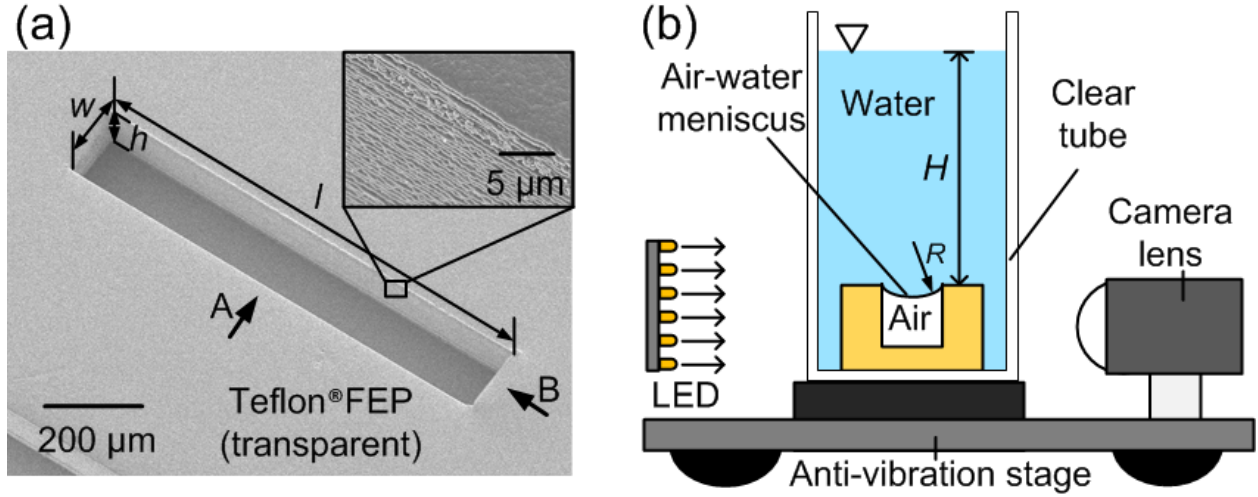 (a)
w
h
l
5 μm
A
B
200 μm
Teflon®FEP
(transparent)
(b)
Air-water
meniscus
Water
H
R
Air
Clear
tube
Camera
lens
LED
Anti-vibration stage